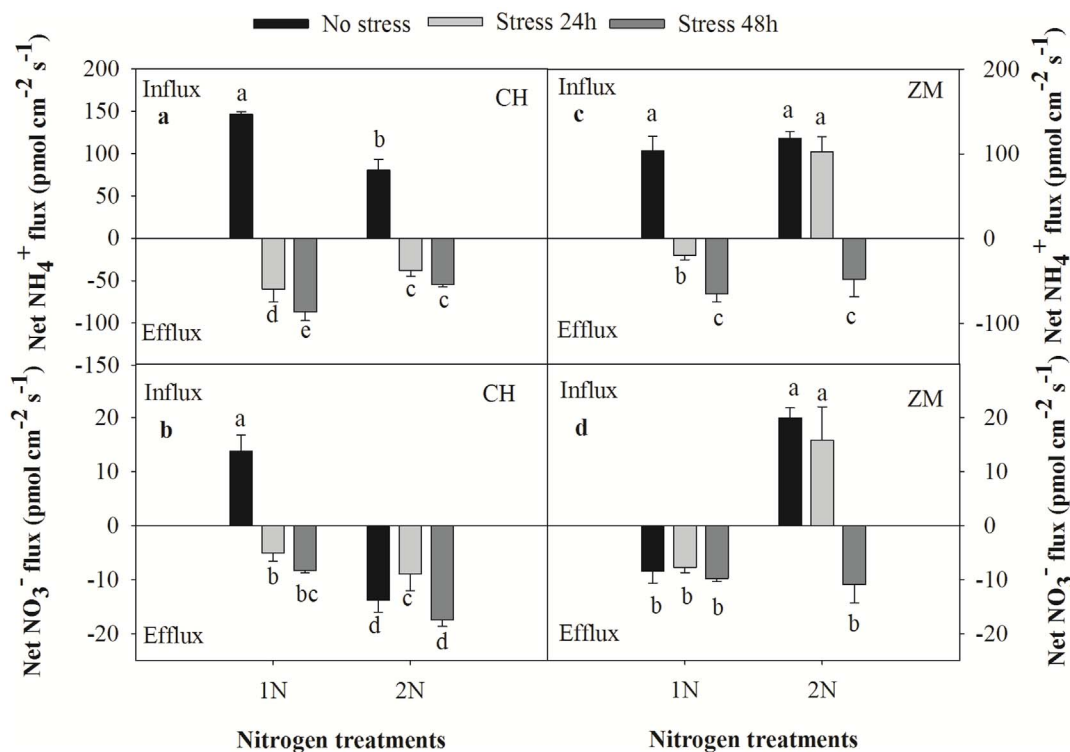 No stress Stress 24h Stress 48h
Net NH4+ flux (pmol cm-2 s-1)
200
150
100
50
0
-50
-100
-150
Influx
a
CH
a
b
d
e
c
c
Efflux
200
100
0
-100
Net NH4+ flux (pmol cm-2 s-1)
Influx
c
ZM
a
a
a
b
c
c
Efflux
Net NO3- flux (pmol cm-2 s-1)
20
10
0
-10
-20
Influx
b
CH
a
b
bc
d
c
d
Efflux
1N 2N
Nitrogen treatments
Influx
d
ZM
a
a
b
b
b
b
Efflux
20
10
0
-10
-20
Net NO3- flux (pmol cm-2 s-1)
1N 2N
Nitrogen treatments